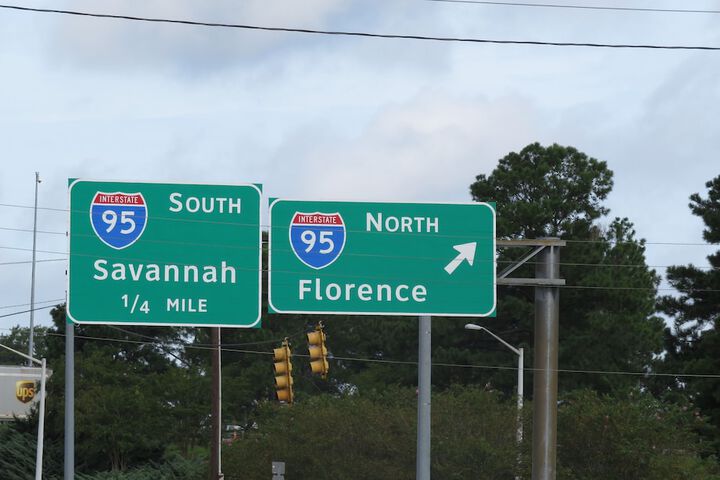 INTERSTATE
95
SOUTH
Savannah
1/4 MILE
INTERSTATE
95
NORTH
Florence
ups